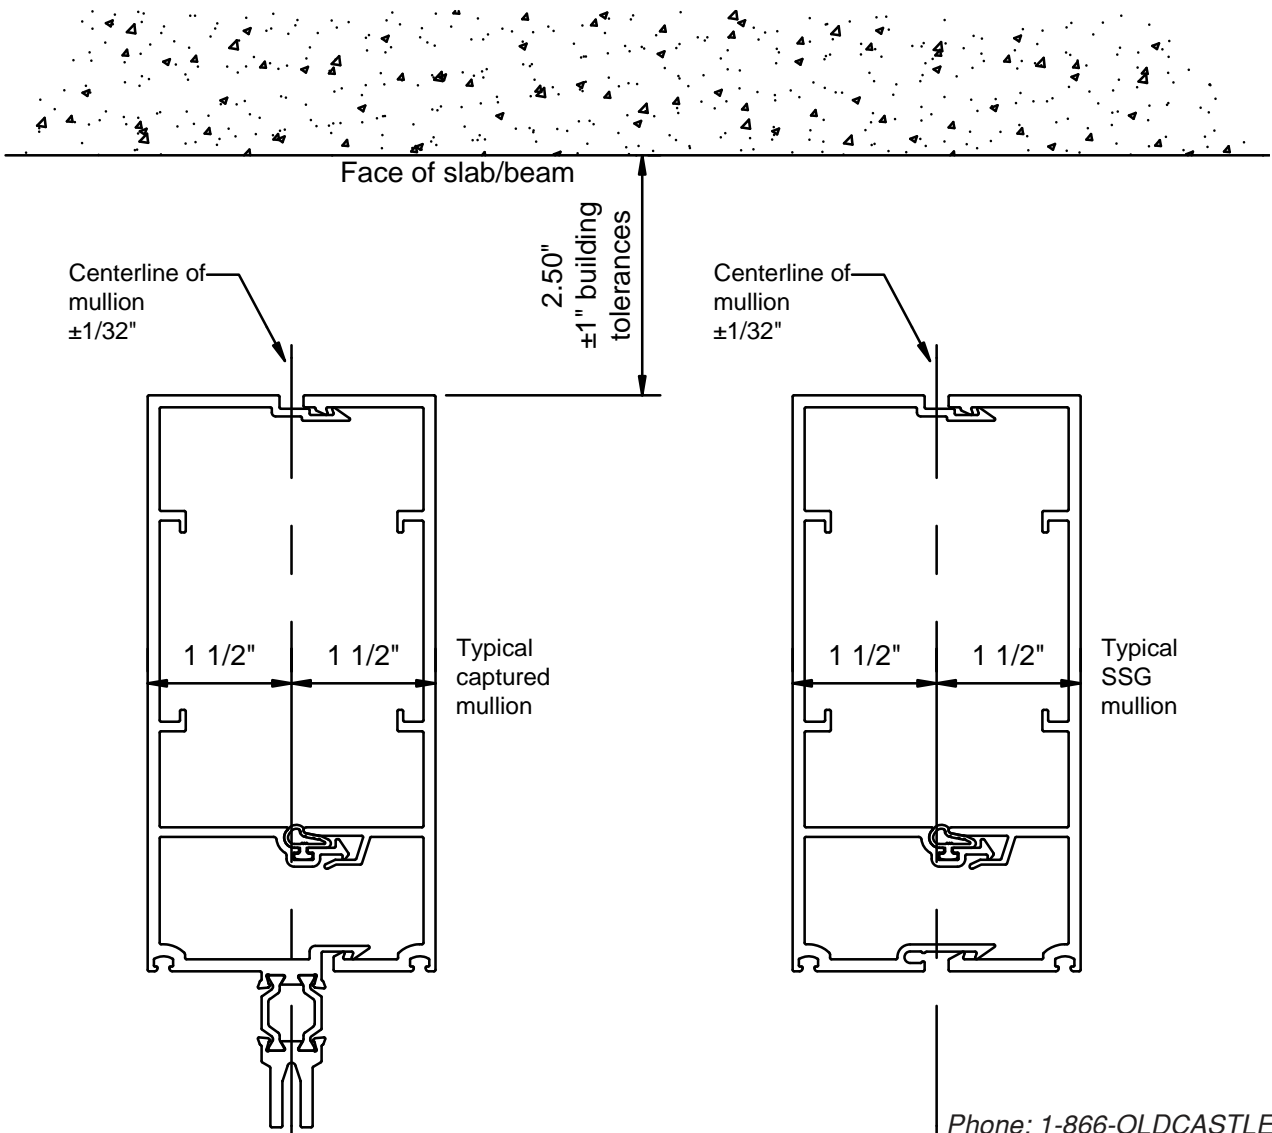 Face of slab/beam
2.50"
±1" building
tolerances
Centerline of
mullion
±1/32"
Centerline of
mullion
±1/32"
1 1/2"
1 1/2"
Typical
captured
mullion
1 1/2"
1 1/2"
Typical
SSG
mullion
Phone: 1-866-OLDCASTLE